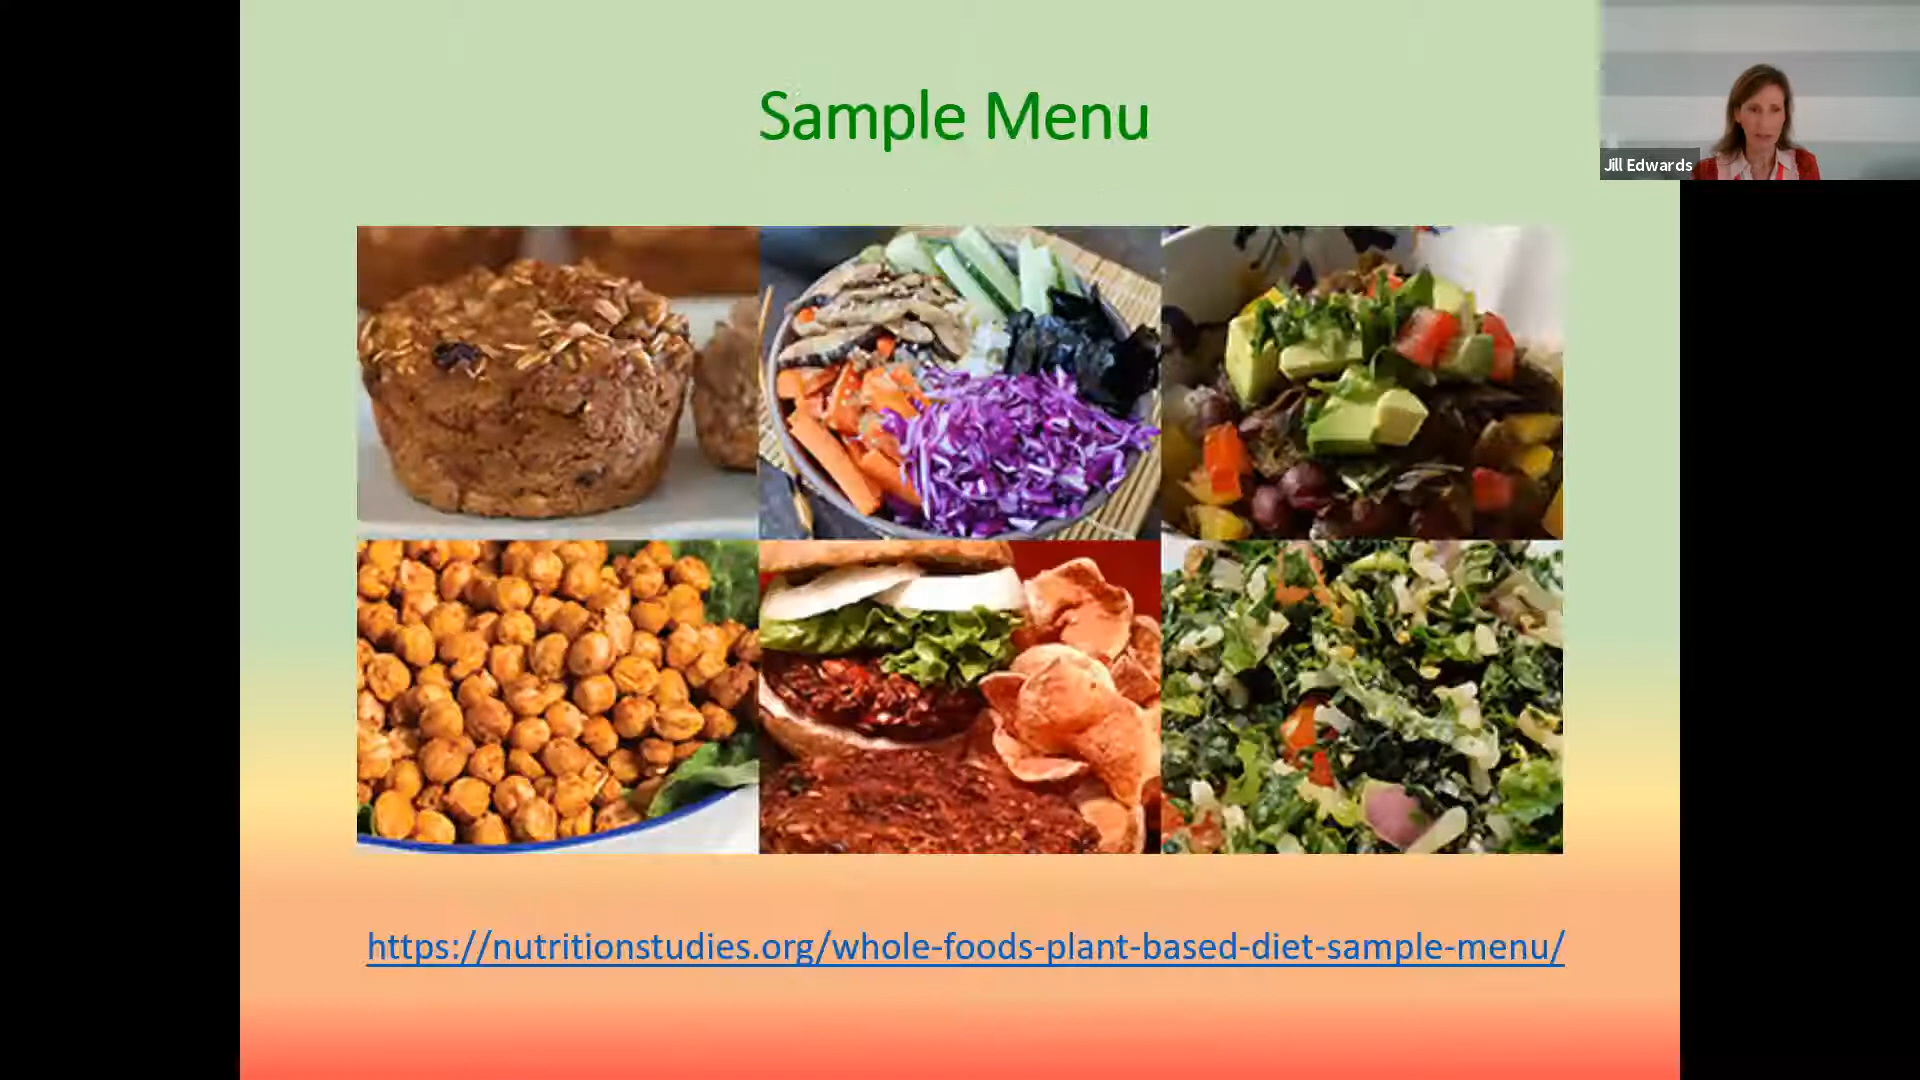 Sample Menu
Jill Edwards
https://nutritionstudies.org/whole-foods-plant-based-diet-sample-menu/